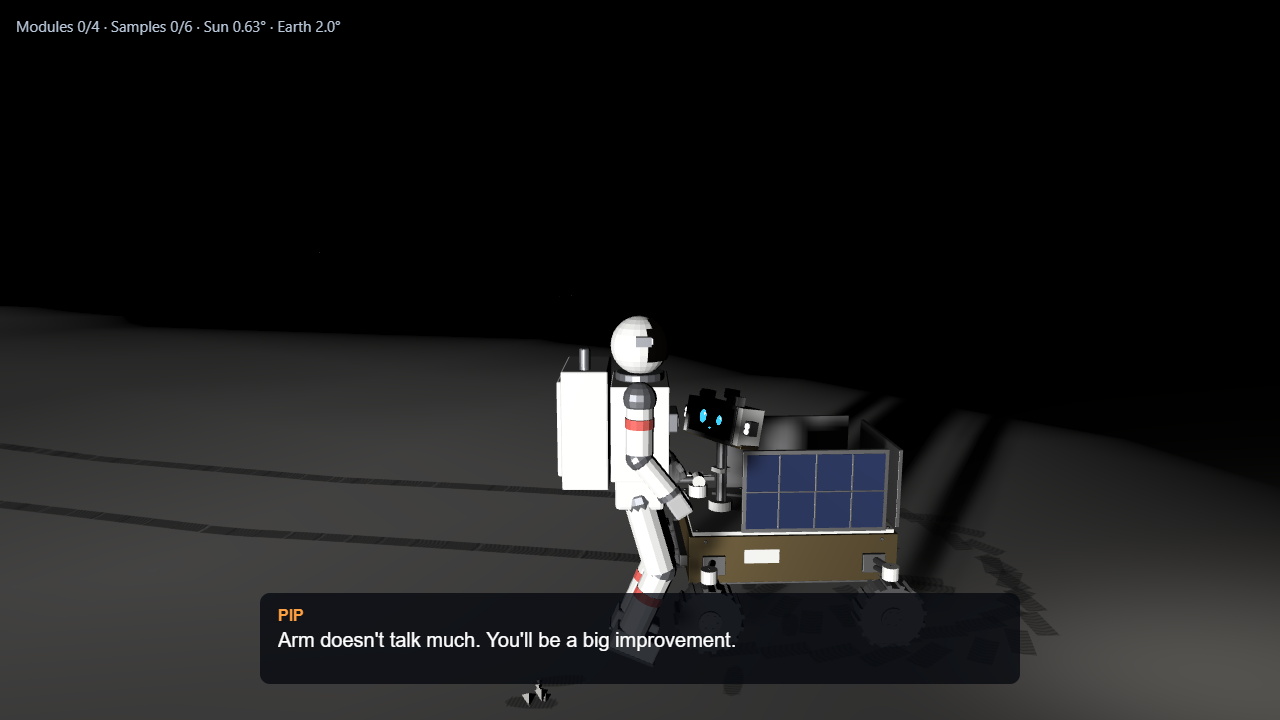 Modules 0/4 · Samples 0/6 · Sun 0.63° · Earth 2.0°
PIP
Arm doesn't talk much. You'll be a big improvement.